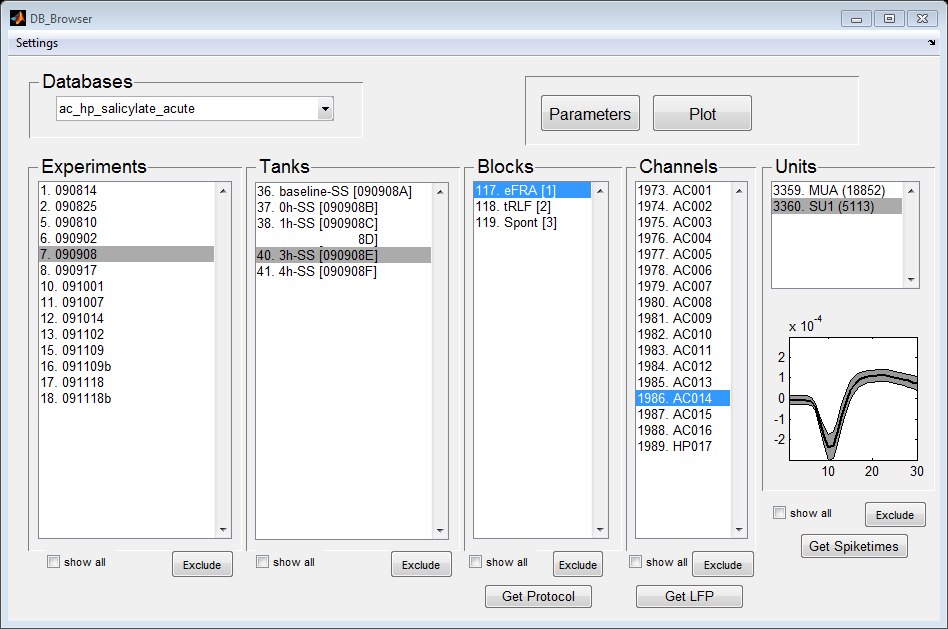 DB_Browser
Settings
Databases
ac_hp_salicylate_acute
Parameters
Plot
Experiments
1. 090814
2. 090825
5. 090810
6. 090902
7. 090908
8. 090917
10. 091001
11. 091007
12. 091014
13. 091102
15. 091109
16. 091109b
17. 091118
18. 091118b
show all
Exclude
Tanks
36. baseline-SS [090908A]
37. 0h-SS [090908B]
38. 1h-SS [090908C]
8D]
40. 3h-SS [090908E]
41. 4h-SS [090908F]
show all
Exclude
Blocks
117. eFRA [1]
118. tRLF [2]
119. Spont [3]
show all
Exclude
Get Protocol
Channels
1973. AC001
1974. AC002
1975. AC003
1976. AC004
1977. AC005
1978. AC006
1979. AC007
1980. AC008
1981. AC009
1982. AC010
1983. AC011
1984. AC012
1985. AC013
1986. AC014
1987. AC015
1988. AC016
1989. HP017
show all
Exclude
Get LFP
Units
3359. MUA (18852)
3360. SU1 (5113)
x 10^-4
2
1
0
-1
-2
10 20 30
show all
Exclude
Get Spiketimes